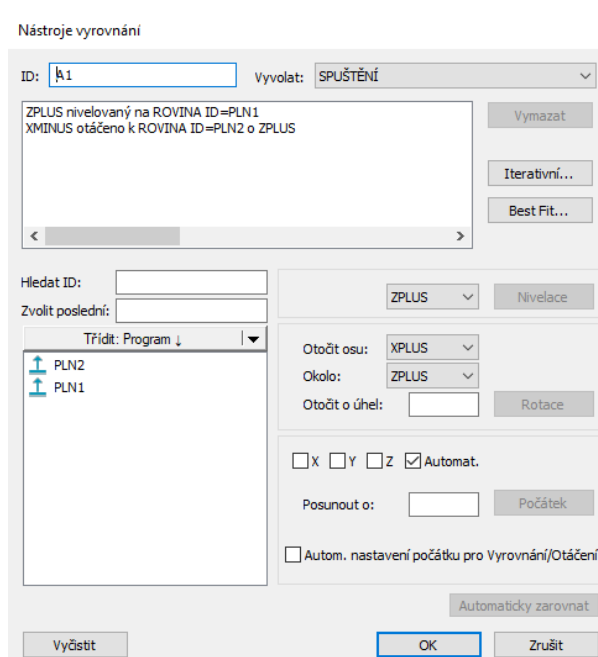 Nástroje vyrovnání
ID: A1 Vyvolat: SPUŠTĚNÍ
ZPLUS nivelovaný na ROVINA ID=PLN1
XMINUS otáčeno k ROVINA ID=PLN2 o ZPLUS
Vymazat
Iterativní...
Best Fit...
Hledat ID:
Zvolit poslední:
Třídit: Program ↓
PLN2
PLN1
ZPLUS Nivelace
Otočit osu: XPLUS
Okolo: ZPLUS
Otočit o úhel: Rotace
X Y Z Automat.
Posunout o: Počátek
Autom. nastavení počátku pro Vyrovnání/Otáčení
Automaticky zarovnat
Vyčistit OK Zrušit